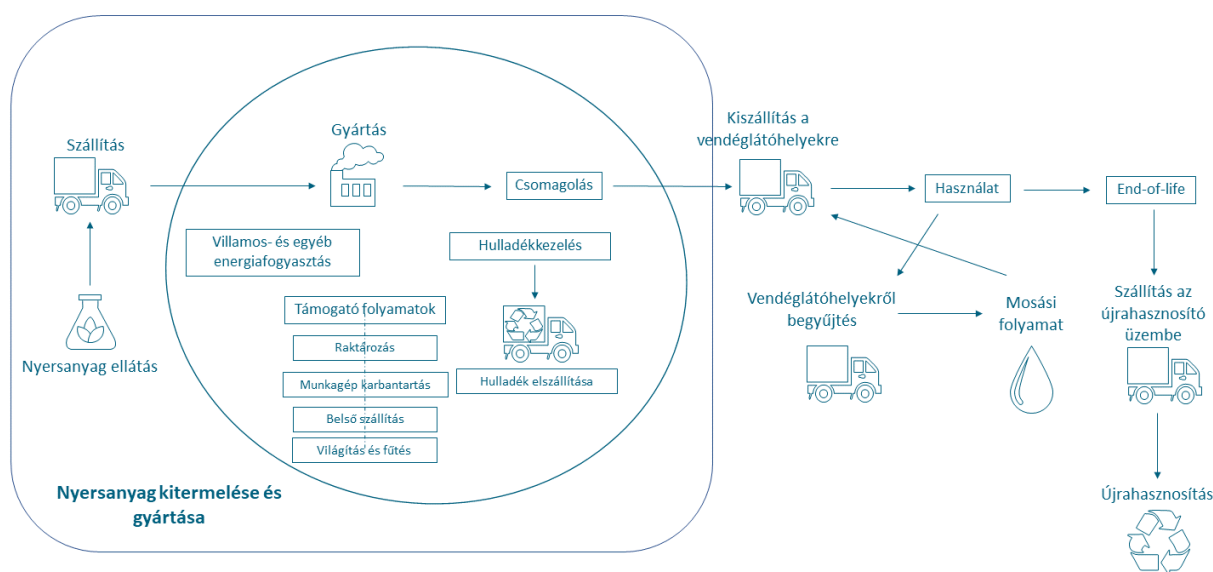 Szállítás
Nyersanyag ellátás
Gyártás
Csomagolás
Villamos- és egyéb
energiafogyasztás
Hulladékkezelés
Támogató folyamatok
Raktározás
Munkagép karbantartás
Belső szállítás
Világítás és fűtés
Hulladék elszállítása
Nyersanyag kitermelése és
gyártása
Kiszállítás a
vendéglátóhelyekre
Használat
End-of-life
Vendéglátóhelyekről
begyűjtés
Mosási
folyamat
Szállítás az
újrahasznosító
üzembe
Újrahasznosítás